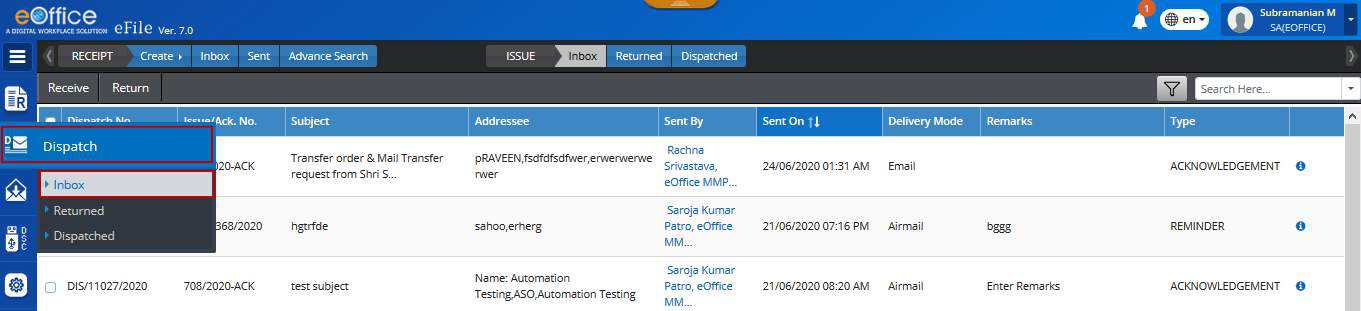 eOffice
A DIGITAL WORKPLACE SOLUTION
eFile Ver. 7.0
1
en
Subramanian M
SA(EOFFICE)
RECEIPT Create Inbox Sent Advance Search ISSUE Inbox Returned Dispatched
Receive Return Search Here...
Dispatch No. Issue/Ack. No. Subject Addressee Sent By Sent On Delivery Mode Remarks Type
R
D
Dispatch
Inbox
Returned
Dispatched
DSC
2020-ACK
Transfer order & Mail Transfer
request from Shri S...
pRAVEEN,fsdfdfsdfwer,erwerwerwe
rwer
Rachna
Srivastava,
eOffice MMP...
24/06/2020 01:31 AM Email ACKNOWLEDGEMENT
368/2020 hgtrfde sahoo,erherg
Saroja Kumar
Patro, eOffice
MM...
21/06/2020 07:16 PM Airmail bggg REMINDER
DIS/11027/2020 708/2020-ACK test subject
Name: Automation
Testing,ASO,Automation Testing
Saroja Kumar
Patro, eOffice
MM...
21/06/2020 08:20 AM Airmail Enter Remarks ACKNOWLEDGEMENT